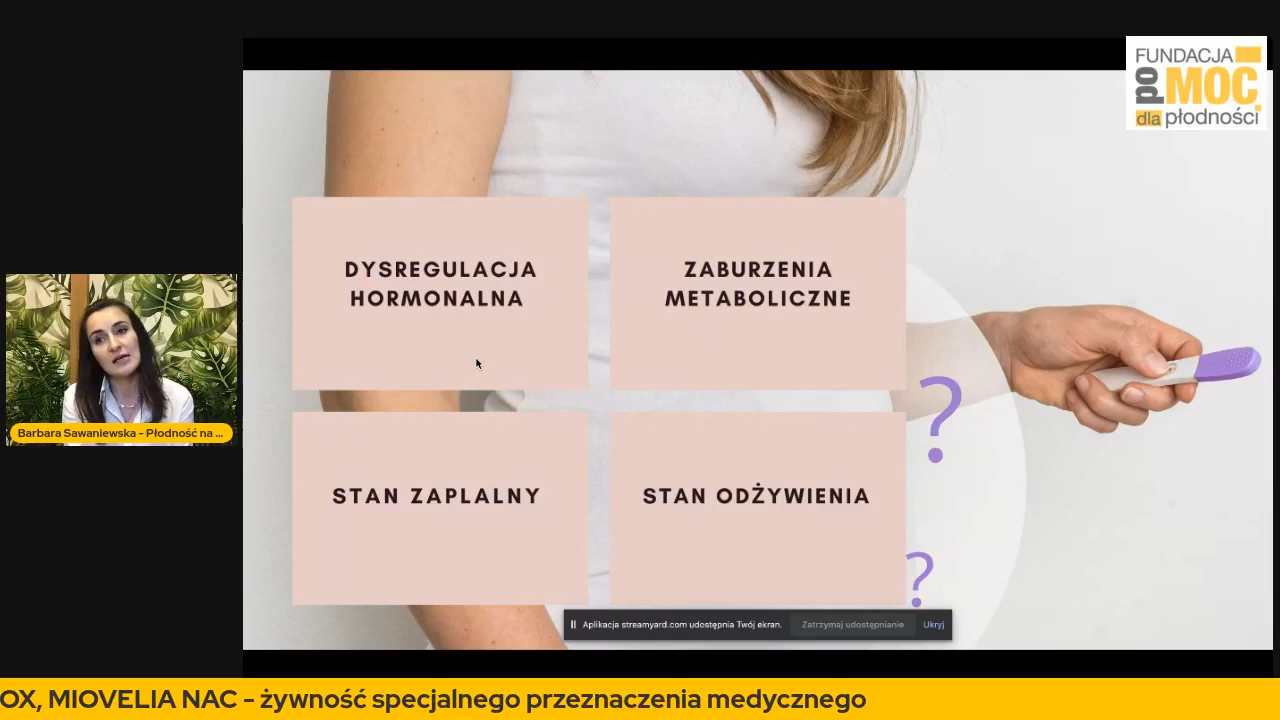 FUNDACJA
po MOC
dla płodności
DYSREGULACJA
HORMONALNA
ZABURZENIA
METABOLICZNE
STAN ZAPLALNY
STAN ODŻYWIENIA
?
?
Barbara Sawaniewska - Płodność na ...
Aplikacja streamyard.com udostępnia Twój ekran. Zatrzymaj udostępnianie Ukryj
OX, MIOVELIA NAC - żywność specjalnego przeznaczenia medycznego